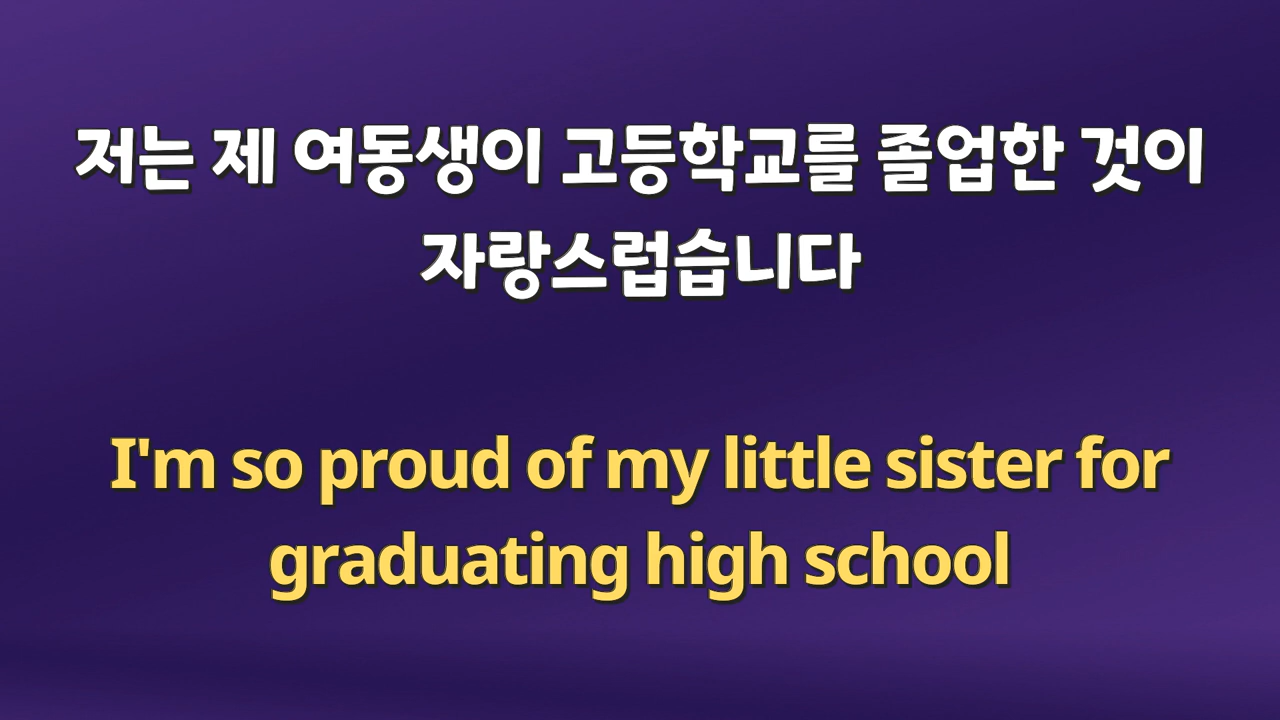 저는 제 여동생이 고등학교를 졸업한 것이
자랑스럽습니다
I'm so proud of my little sister for
graduating high school